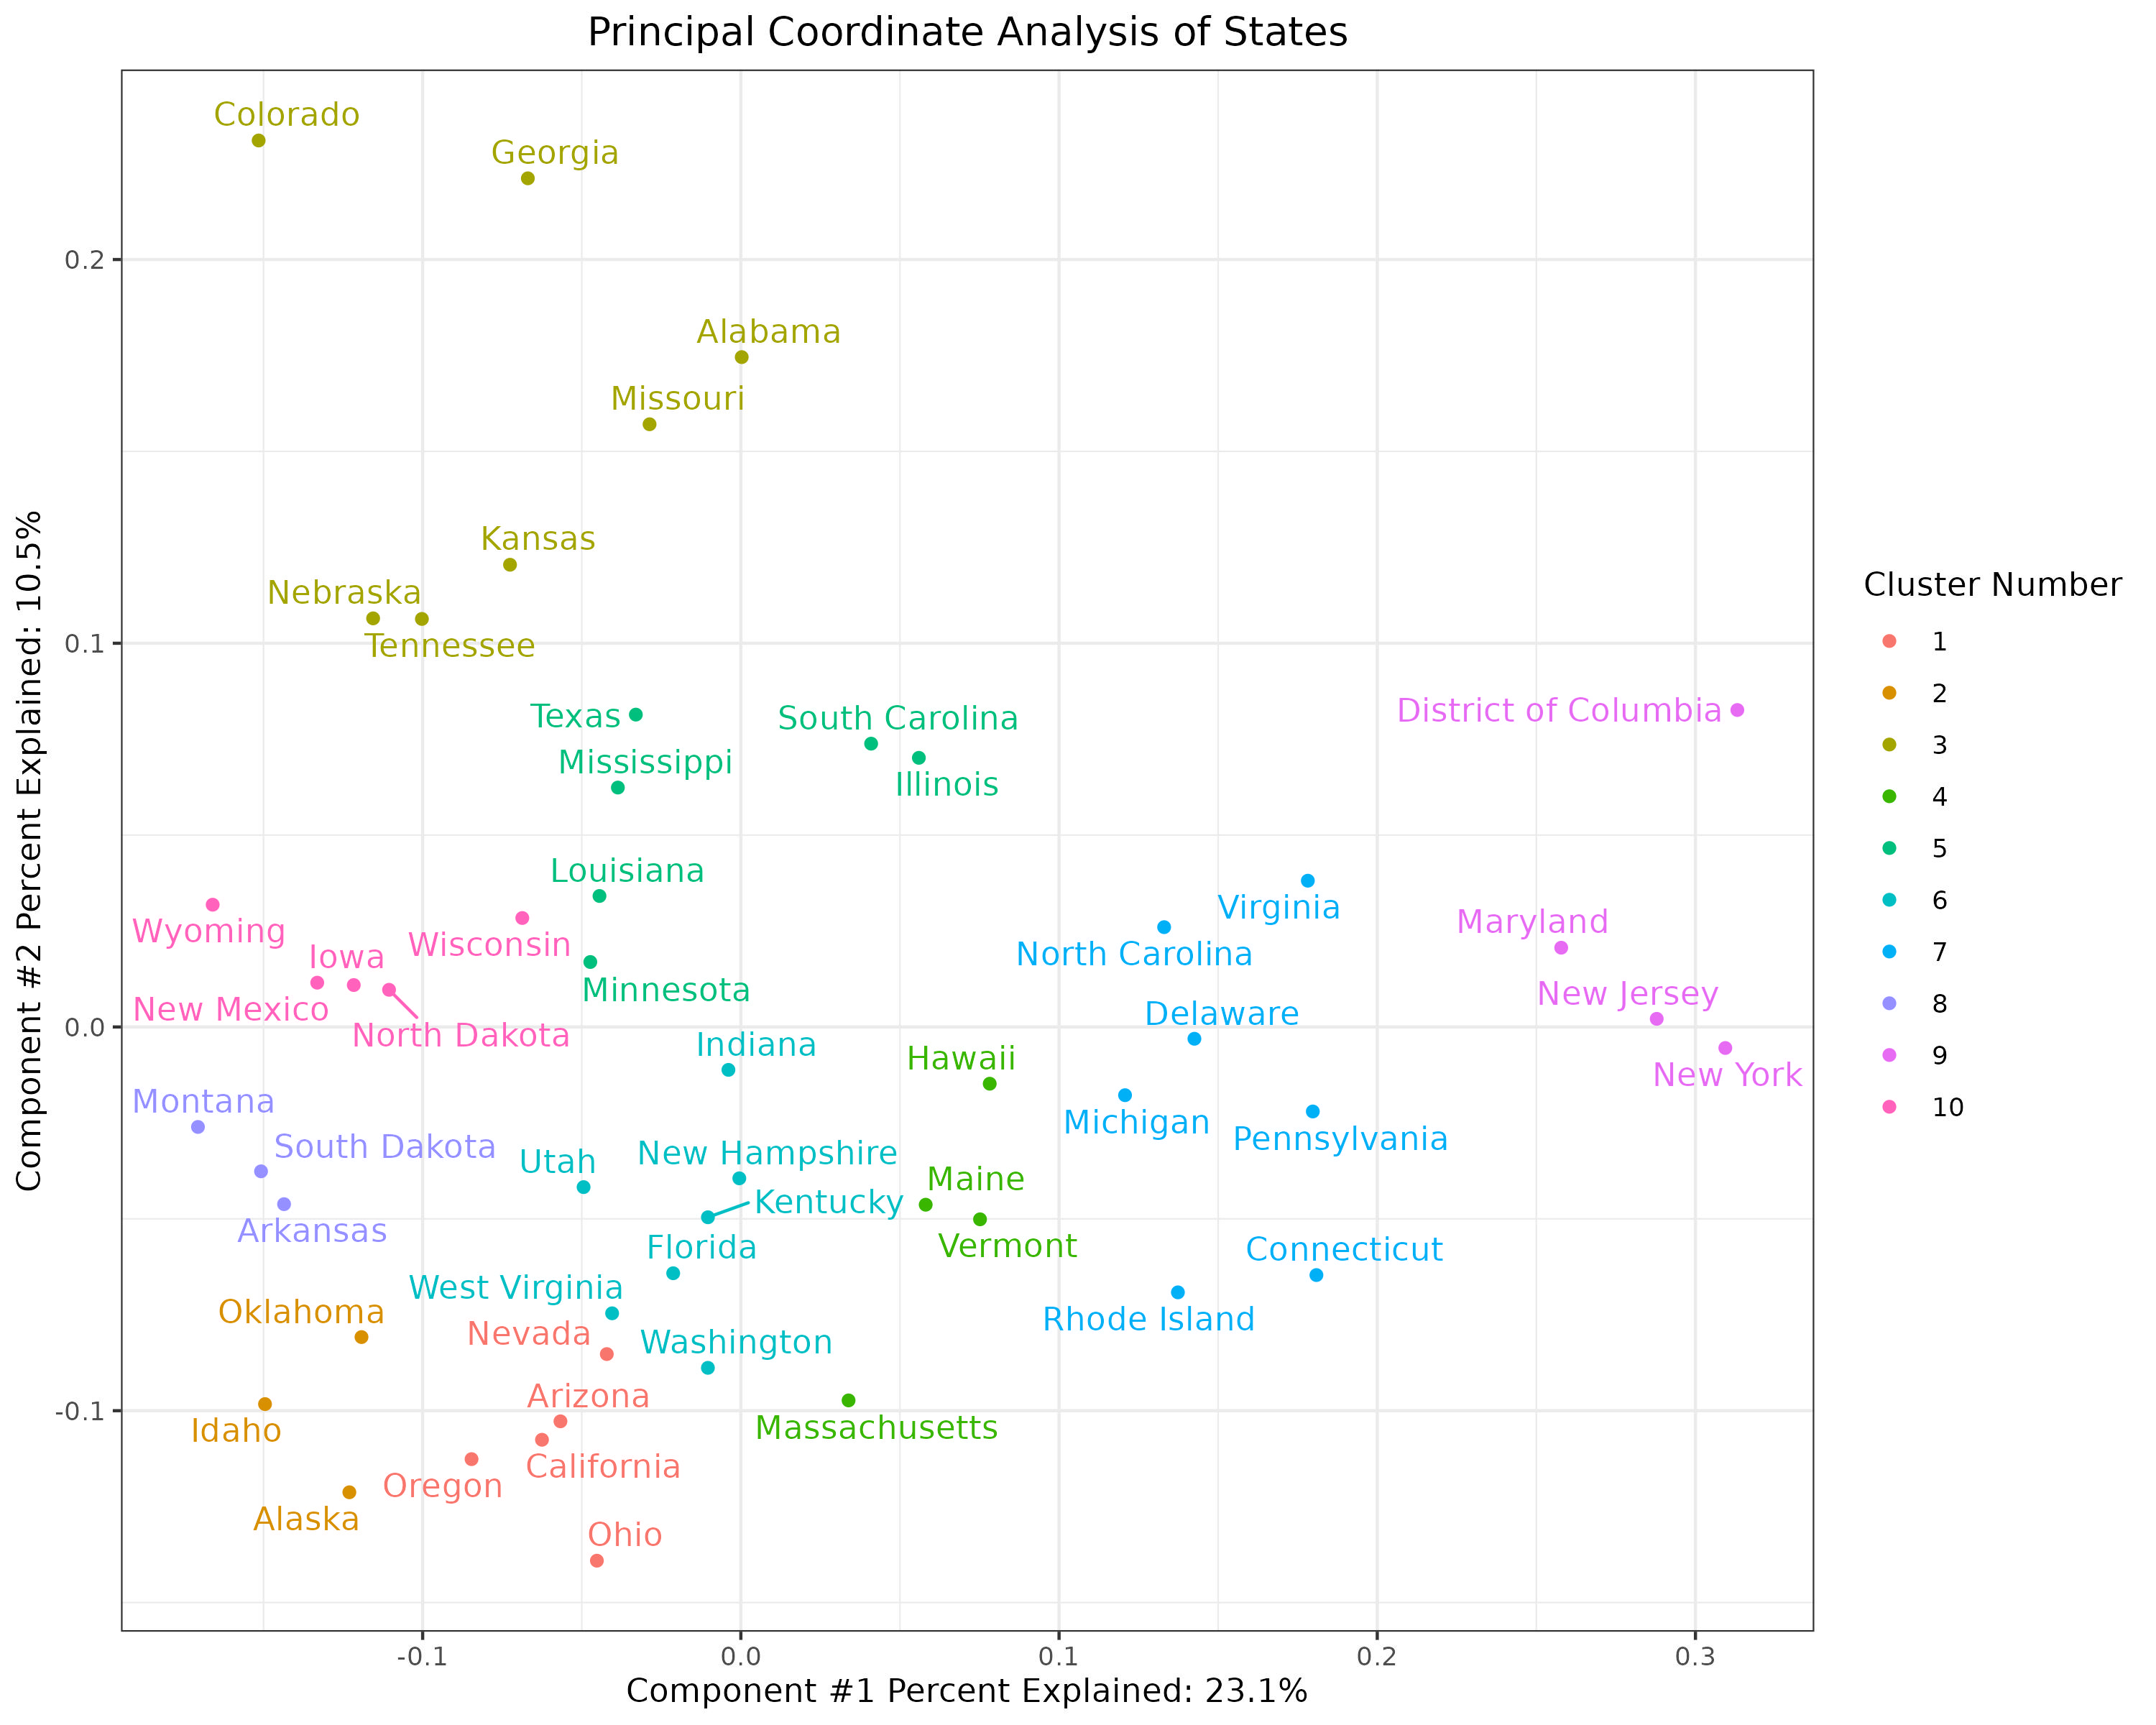 Principal Coordinate Analysis of States
Colorado
Georgia
0.2
Alabama
Missouri
Kansas
Nebraska
0.1
Tennessee
Texas
South Carolina
District of Columbia
Mississippi
Illinois
Louisiana
Virginia
Maryland
Wyoming
Wisconsin
Iowa
North Carolina
Minnesota
New Jersey
New Mexico
Delaware
0.0
North Dakota
Indiana
Hawaii
New York
Montana
Michigan
Pennsylvania
South Dakota
Utah
New Hampshire
Maine
Kentucky
Arkansas
Florida
Vermont
Connecticut
West Virginia
Oklahoma
Rhode Island
Nevada
Washington
Arizona
-0.1
Idaho
Massachusetts
California
Oregon
Alaska
Ohio
-0.1
0.0
0.1
0.2
0.3
Component #1 Percent Explained: 23.1%
Component #2 Percent Explained: 10.5%
Cluster Number
1
2
3
4
5
6
7
8
9
10